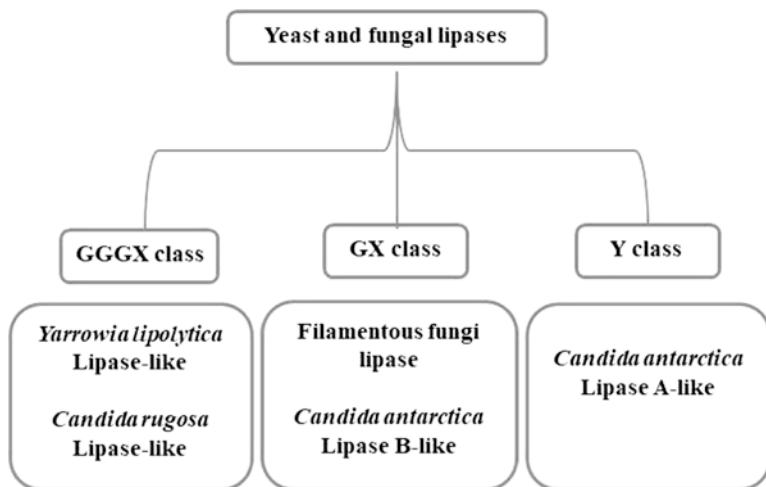 Yeast and fungal lipases
GGGX class
GX class
Y class
Yarrowia lipolytica
Lipase-like
Candida rugosa
Lipase-like
Filamentous fungi
lipase
Candida antarctica
Lipase B-like
Candida antarctica
Lipase A-like